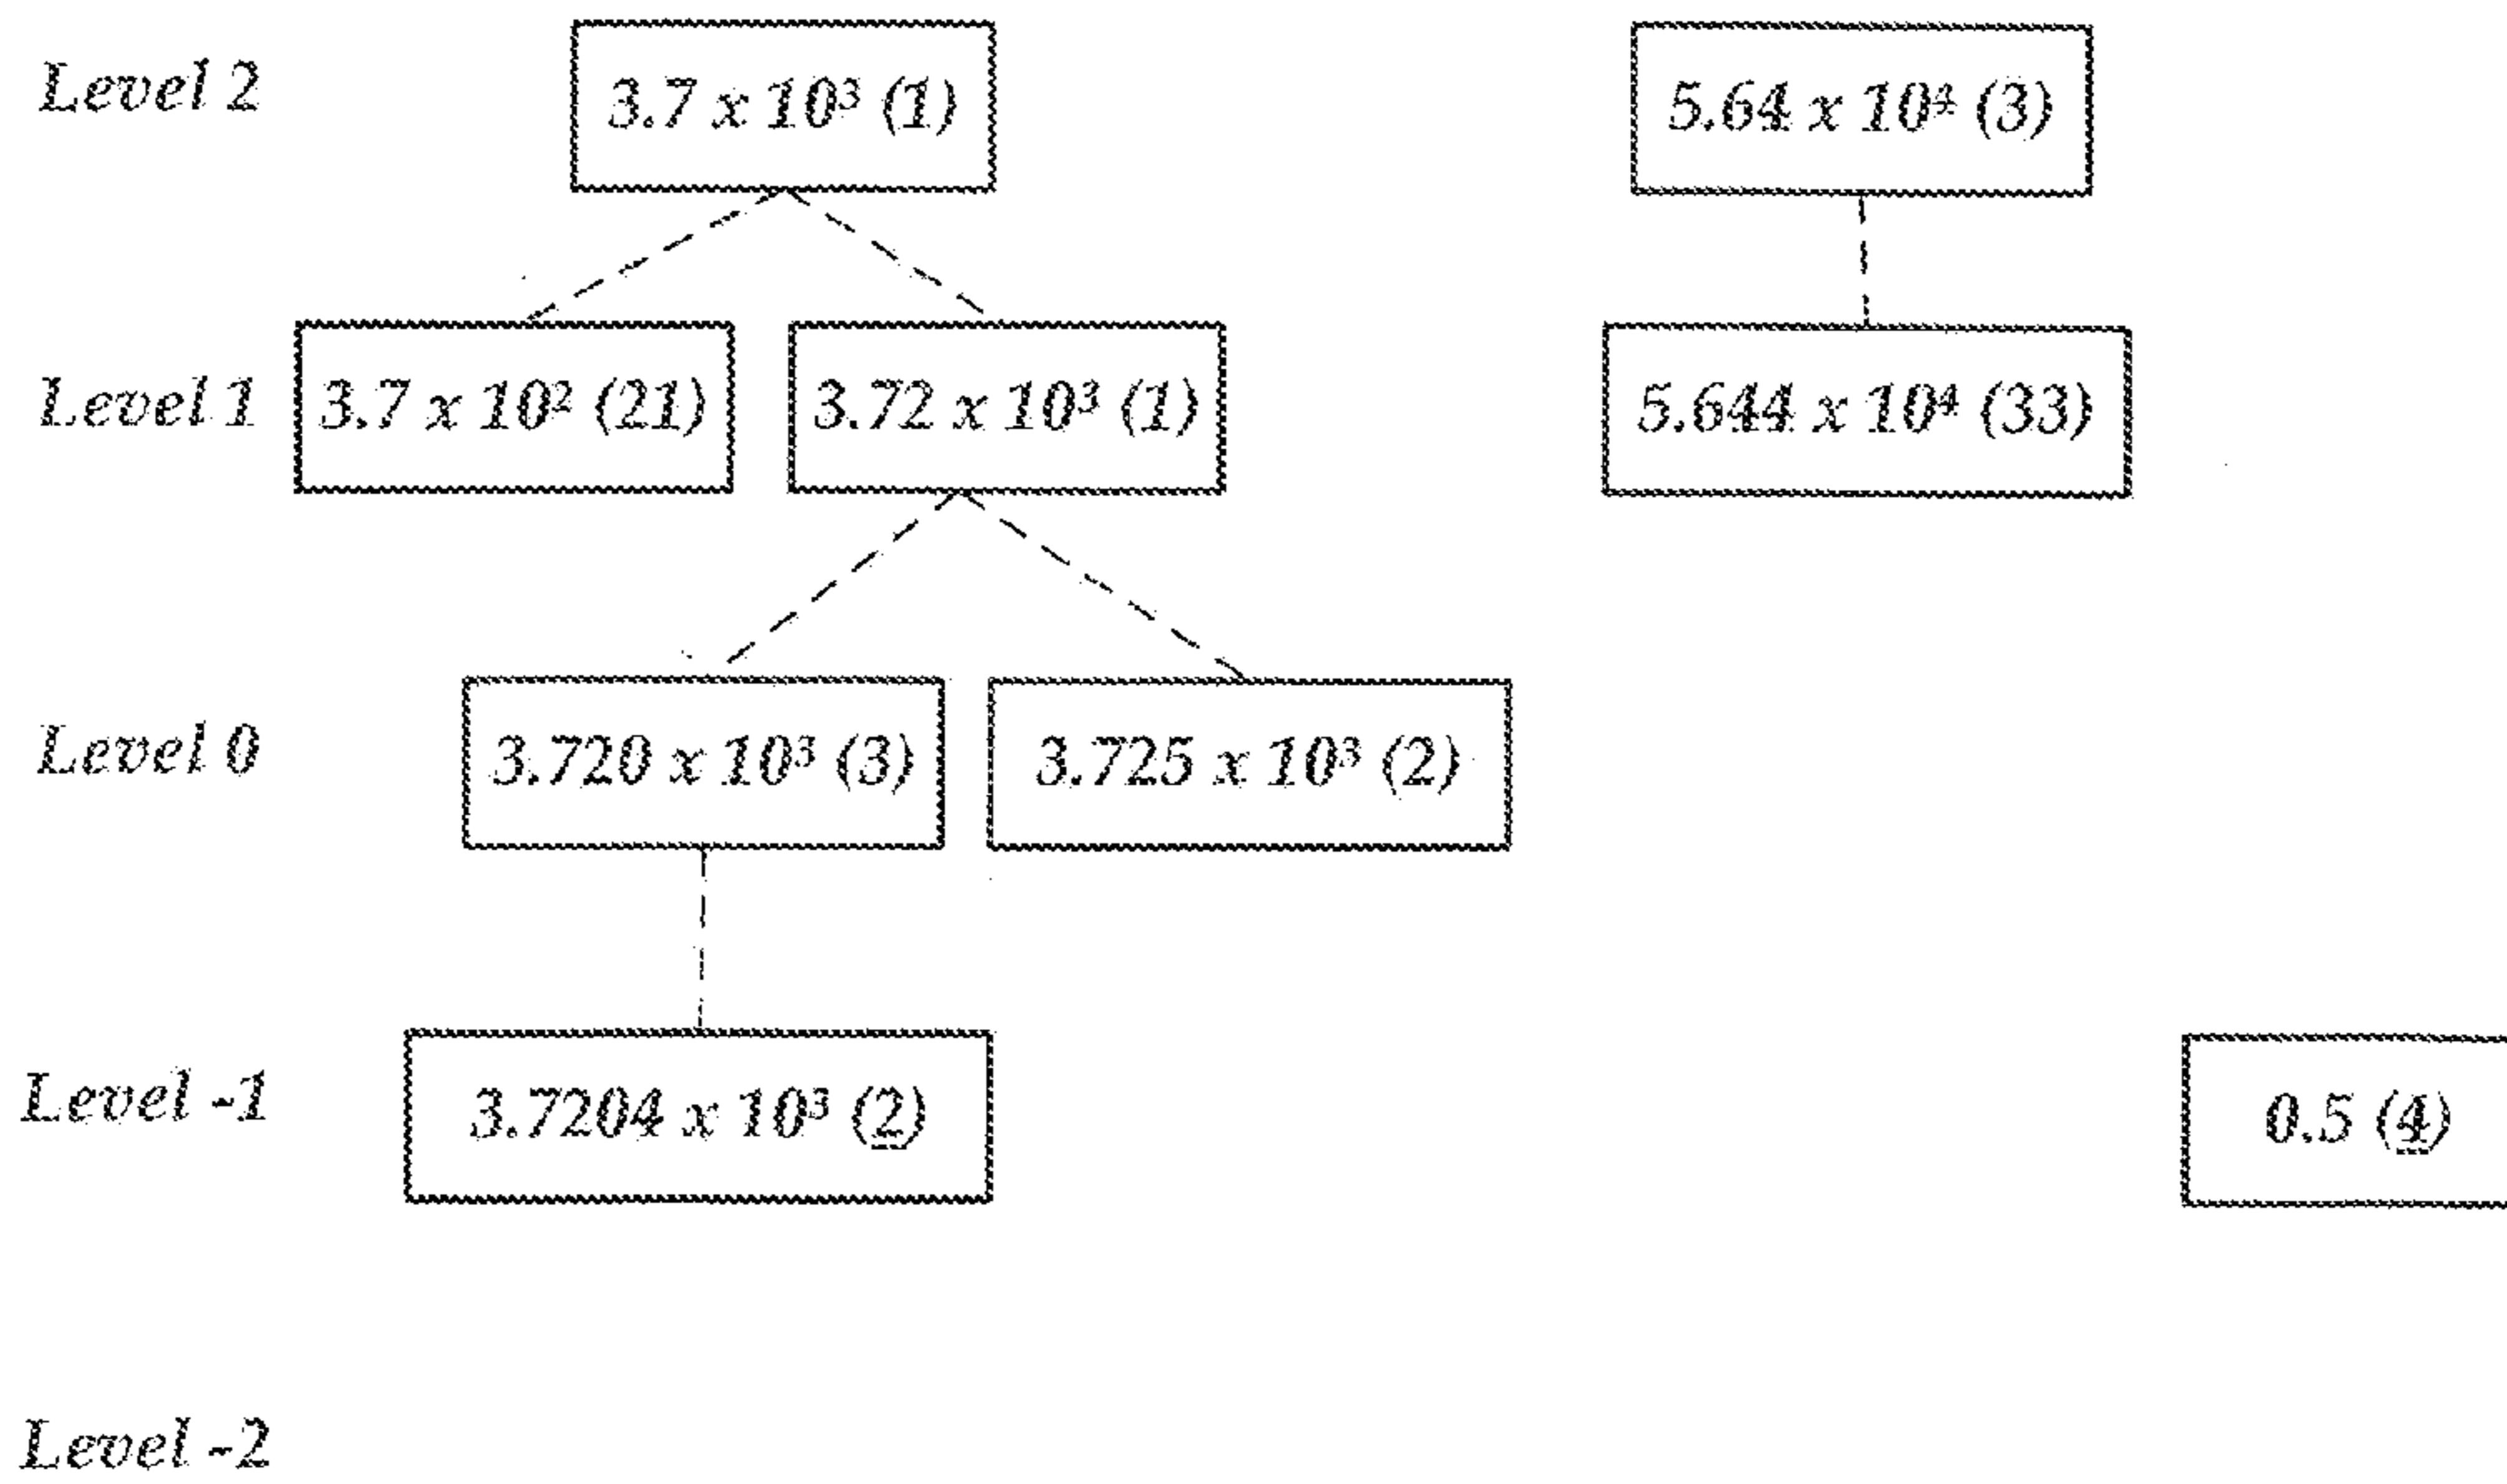 Level 2 3.7 x 10³ (1) 5.64 x 10⁴ (3)
Level 1 3.7 x 10² (21) 3.72 x 10³ (1) 5.644 x 10⁴ (33)
Level 0 3.720 x 10³ (3) 3.725 x 10³ (2)
Level -1 3.7204 x 10³ (2) 0.5 (4)
Level -2